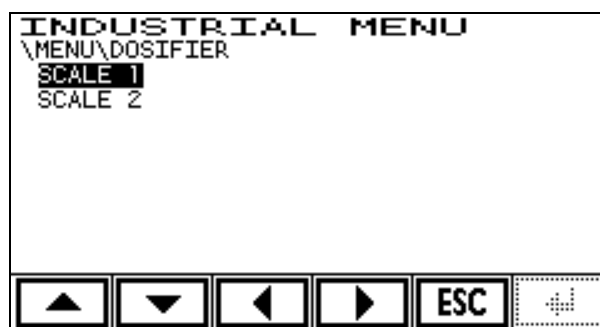 INDUSTRIAL MENU
\MENU\DOSIFIER
SCALE 1
SCALE 2
ESC